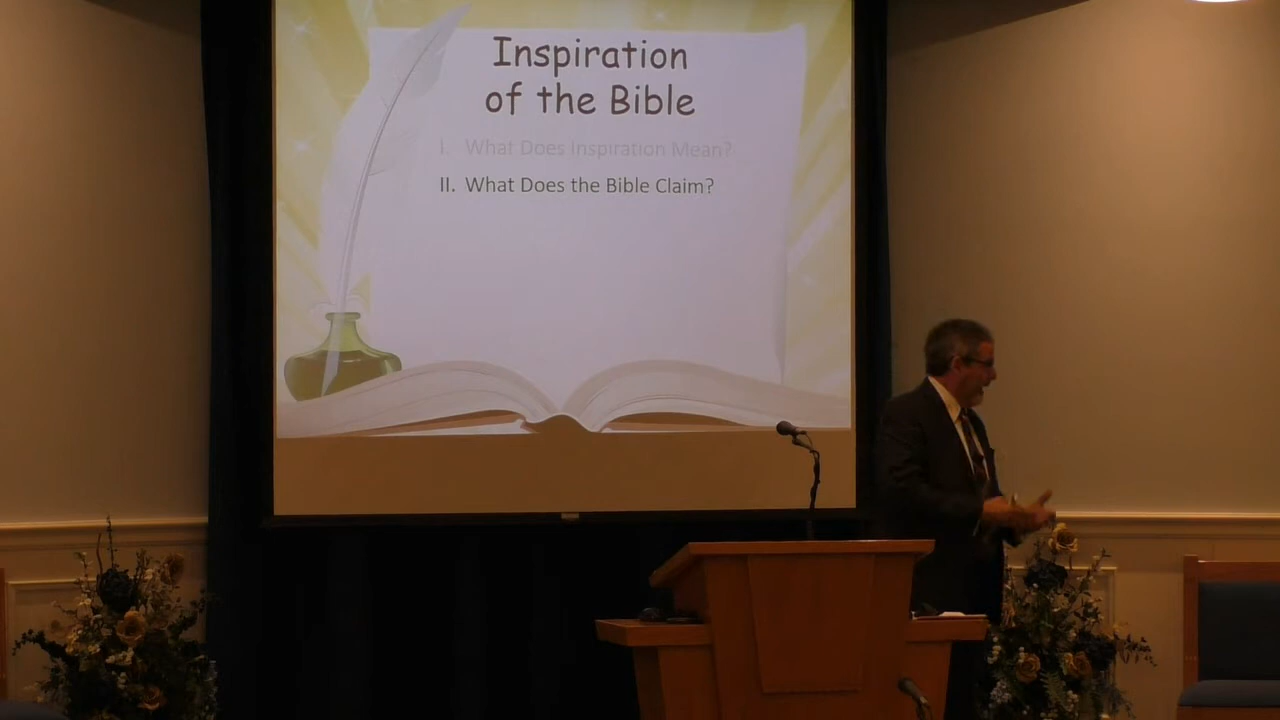 Inspiration
of the Bible
I. What Does Inspiration Mean?
II. What Does the Bible Claim?